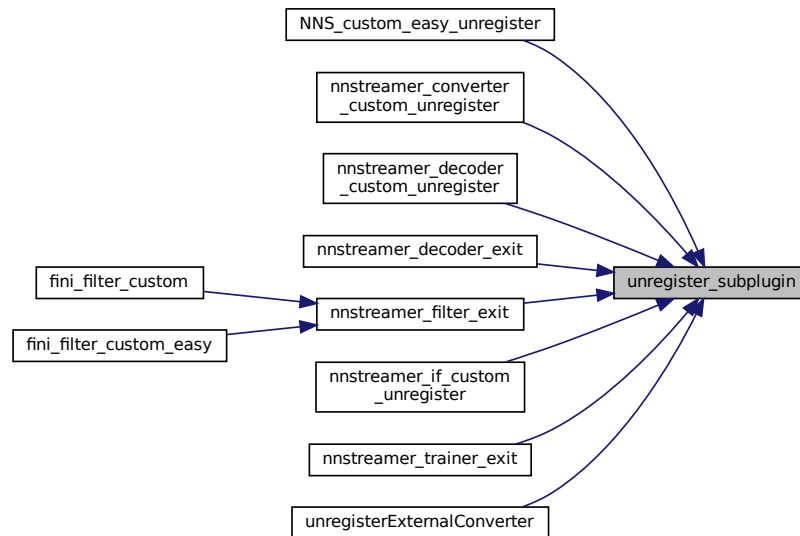 NNS_custom_easy_unregister
nnstreamer_converter
_custom_unregister
nnstreamer_decoder
_custom_unregister
nnstreamer_decoder_exit
fini_filter_custom
unregister_subplugin
nnstreamer_filter_exit
fini_filter_custom_easy
nnstreamer_if_custom
_unregister
nnstreamer_trainer_exit
unregisterExternalConverter